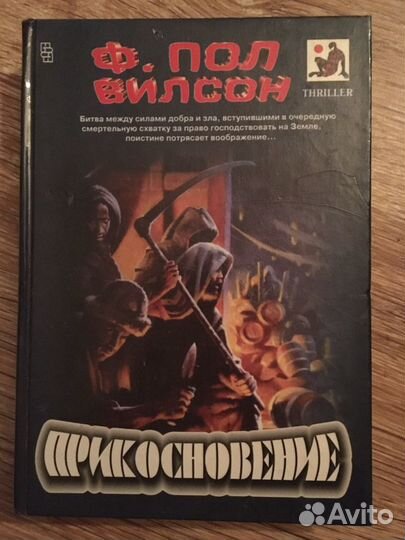 Ф. ПОЛ
ВИЛСОН
THRILLER
Битва между силами добра и зла, вступившими в очередную
смертельную схватку за право господствовать на Земле,
поистине потрясает воображение...
ПРИКОСНОВЕНИЕ
Avito